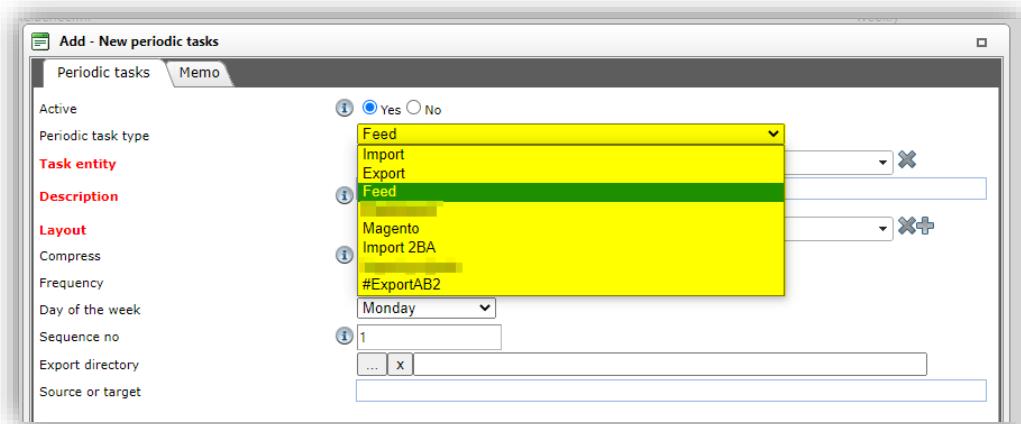 Weekly
Add - New periodic tasks
Periodic tasks Memo
Active Yes No
Periodic task type Feed
Import
Task entity
Export
Feed
Description
Layout Magento
Import 2BA
Compress
Frequency #ExportAB2
Day of the week Monday
Sequence no 1
Export directory ... x
Source or target